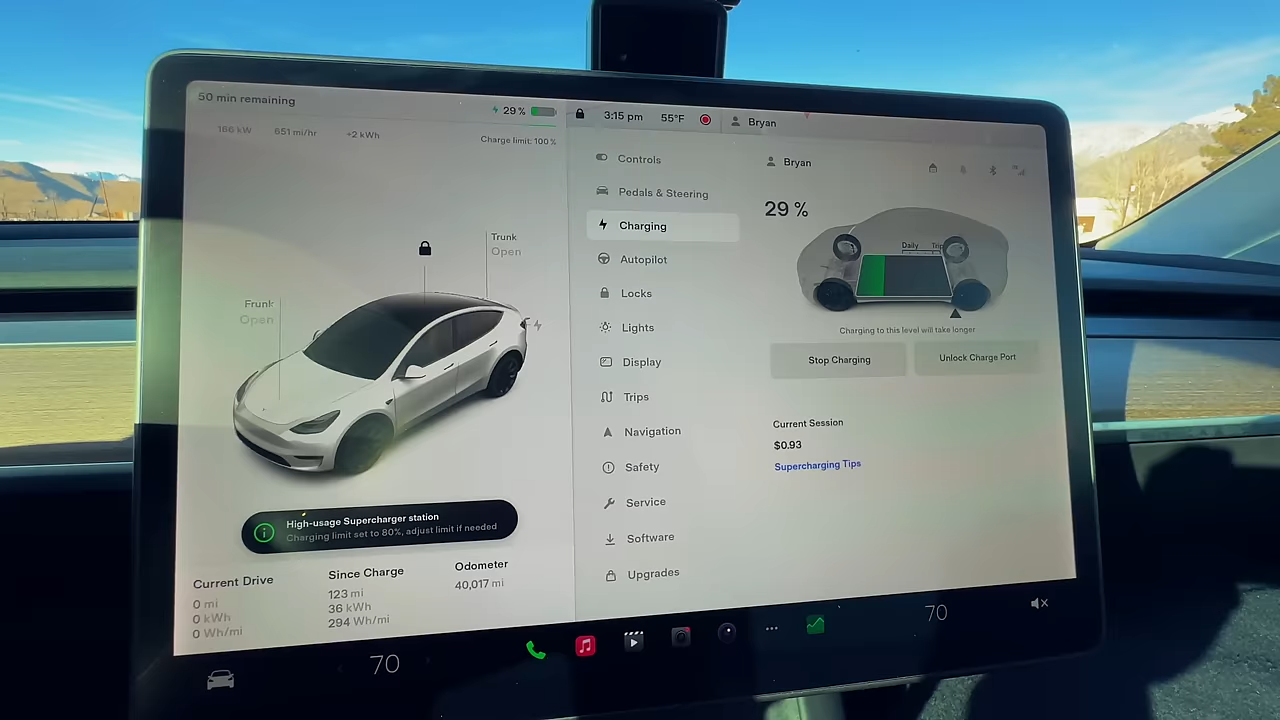 50 min remaining
29 %
166 kW 651 mi/hr +2 kWh
Charge limit: 100%
Trunk
Open
Frunk
Open
High-usage Supercharger station
Charging limit set to 80%, adjust limit if needed
Current Drive
0 mi
0 kWh
0 Wh/mi
Since Charge
123 mi
36 kWh
294 Wh/mi
Odometer
40,017 mi
3:15 pm 55°F Bryan
Controls
Pedals & Steering
Charging
Autopilot
Locks
Lights
Display
Trips
Navigation
Safety
Service
Software
Upgrades
Bryan
29 %
Daily Trip
Charging to this level will take longer
Stop Charging
Unlock Charge Port
Current Session
$0.93
Supercharging Tips
70
70